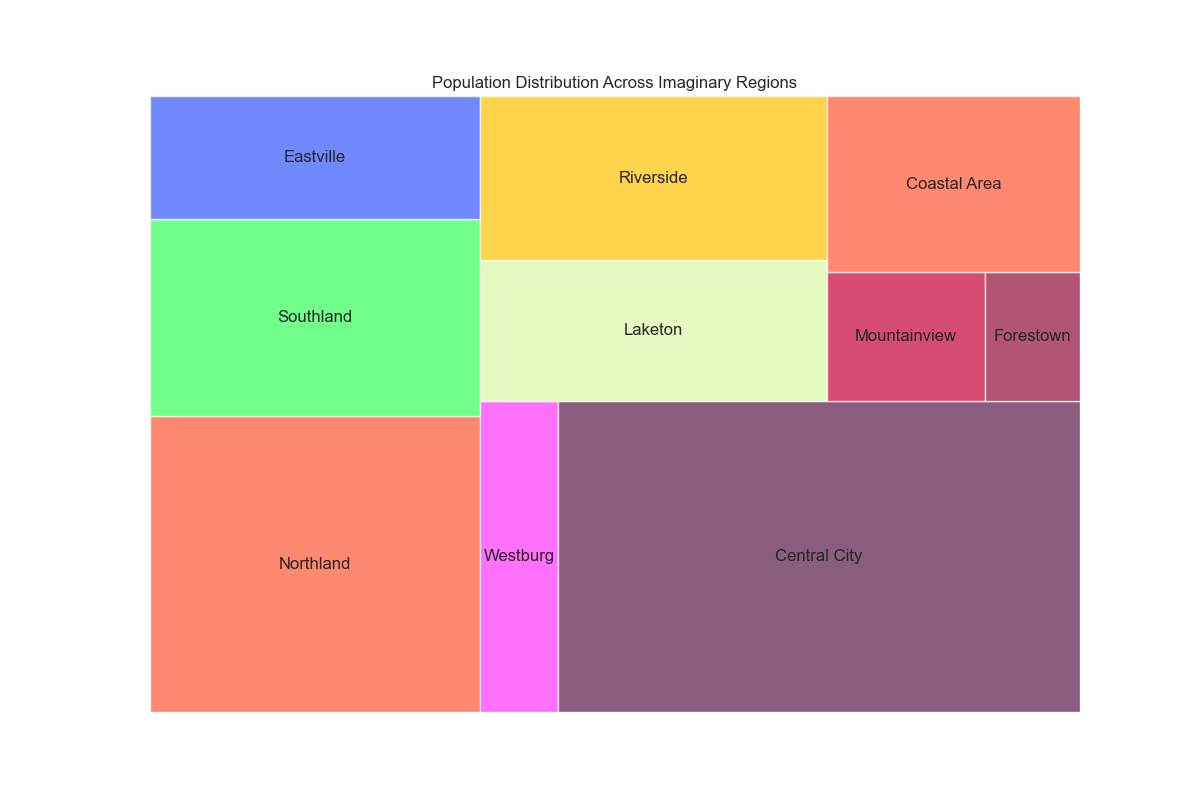 Population Distribution Across Imaginary Regions
Eastville
Riverside
Coastal Area
Southland
Laketon
Mountainview
Forestown
Northland
Westburg
Central City